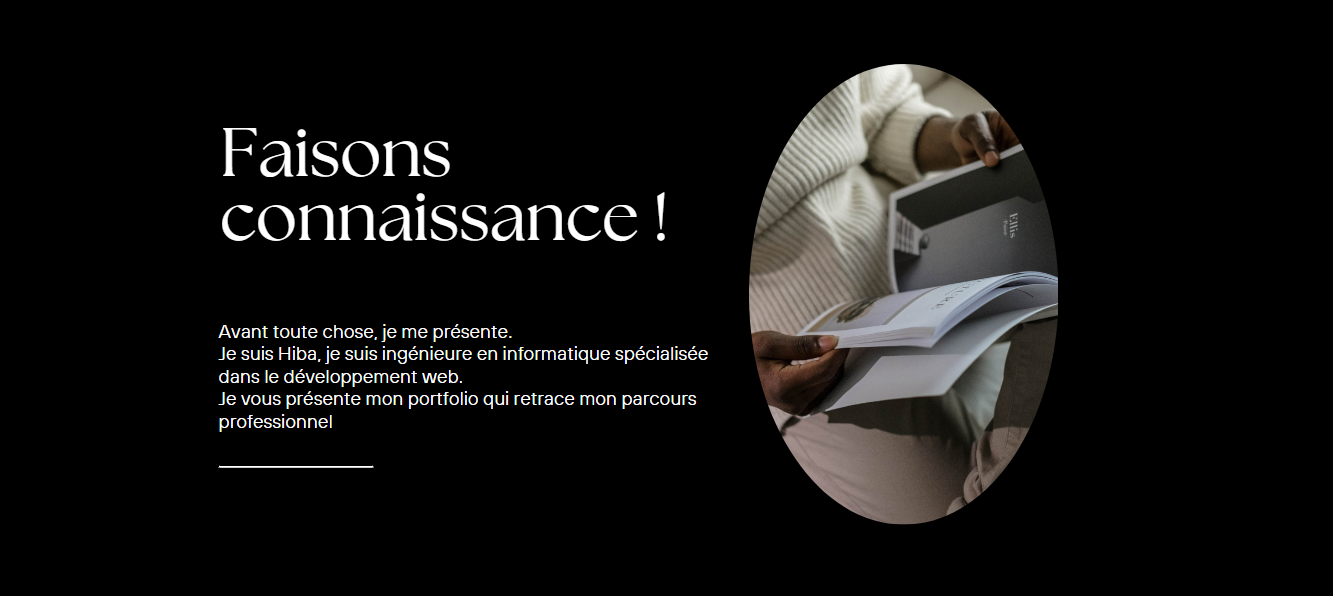 Faisons
connaissance !
Avant toute chose, je me présente.
Je suis Hiba, je suis ingénieure en informatique spécialisée
dans le développement web.
Je vous présente mon portfolio qui retrace mon parcours
professionnel
Ellis